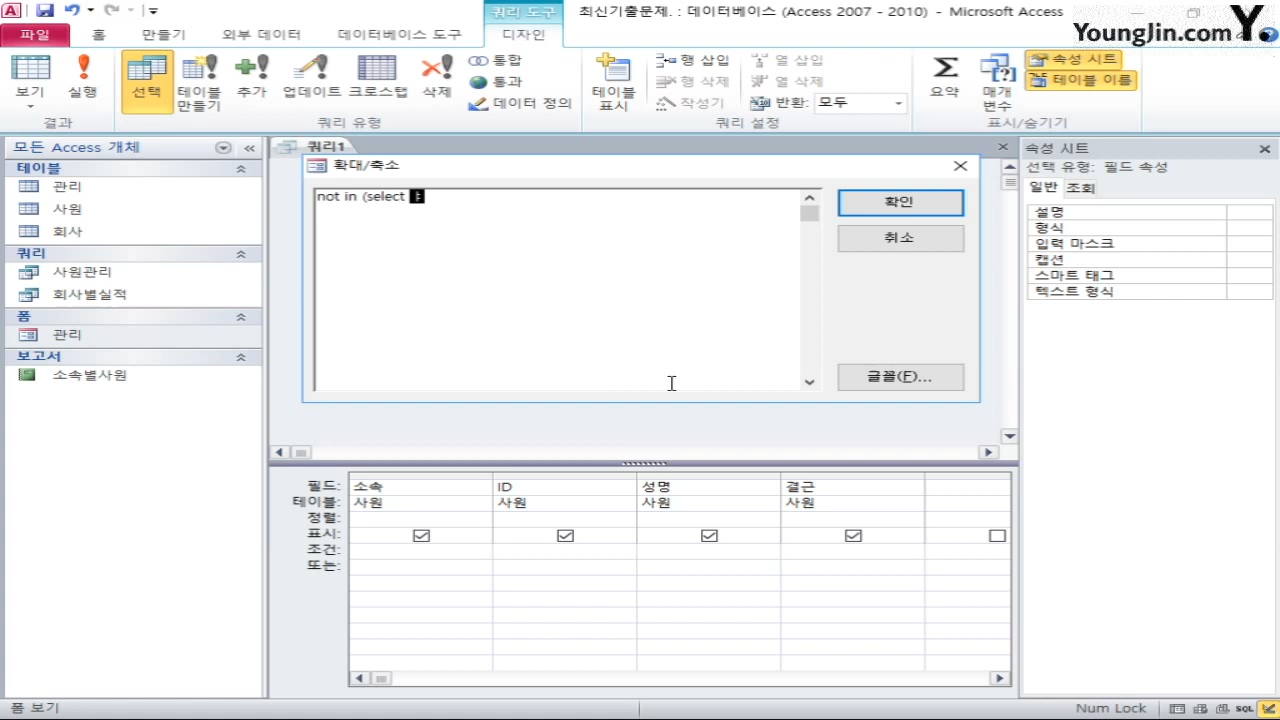 쿼리 도구
최신기출문제. : 데이터베이스 (Access 2007 - 2010) - Microsoft Access
YoungJin.com Y
파일 홈 만들기 외부 데이터 데이터베이스 도구 디자인
보기 실행 선택 테이블 만들기 추가 업데이트 크로스탭 삭제
통합
통과
데이터 정의
테이블 표시
행 삽입
행 삭제
작성기
열 삽입
열 삭제
반환: 모두
요약 매개 변수
속성 시트
테이블 이름
결과 쿼리 유형 쿼리 설정 표시/숨기기
모든 Access 개체
테이블
관리
사원
회사
쿼리
사원관리
회사별실적
폼
관리
보고서
소속별사원
쿼리1
확대/축소
not in (select ㅑ
확인
취소
글꼴(F)...
필드: 소속 ID 성명 결근
테이블: 사원 사원 사원 사원
정렬:
표시:
조건:
또는:
속성 시트
선택 유형: 필드 속성
일반 조회
설명
형식
입력 마스크
캡션
스마트 태그
텍스트 형식
폼 보기
Num Lock
SQL